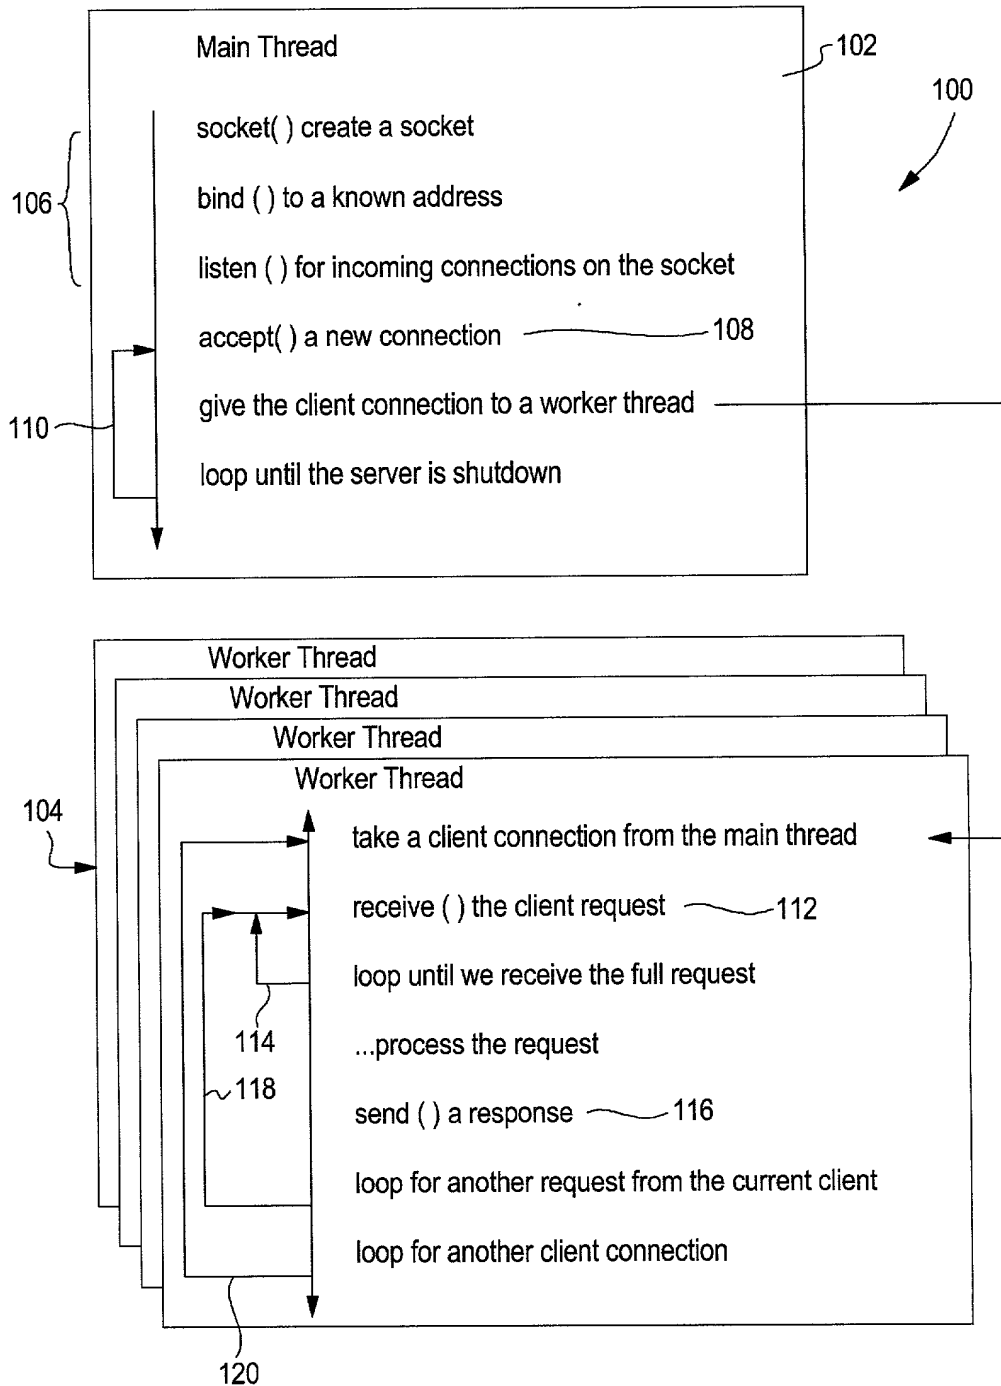 Main Thread
102
100
socket( ) create a socket
106
bind ( ) to a known address
listen ( ) for incoming connections on the socket
accept( ) a new connection
108
give the client connection to a worker thread
110
loop until the server is shutdown
Worker Thread
Worker Thread
Worker Thread
Worker Thread
104
take a client connection from the main thread
receive ( ) the client request
112
loop until we receive the full request
114
...process the request
118
send ( ) a response
116
loop for another request from the current client
loop for another client connection
120